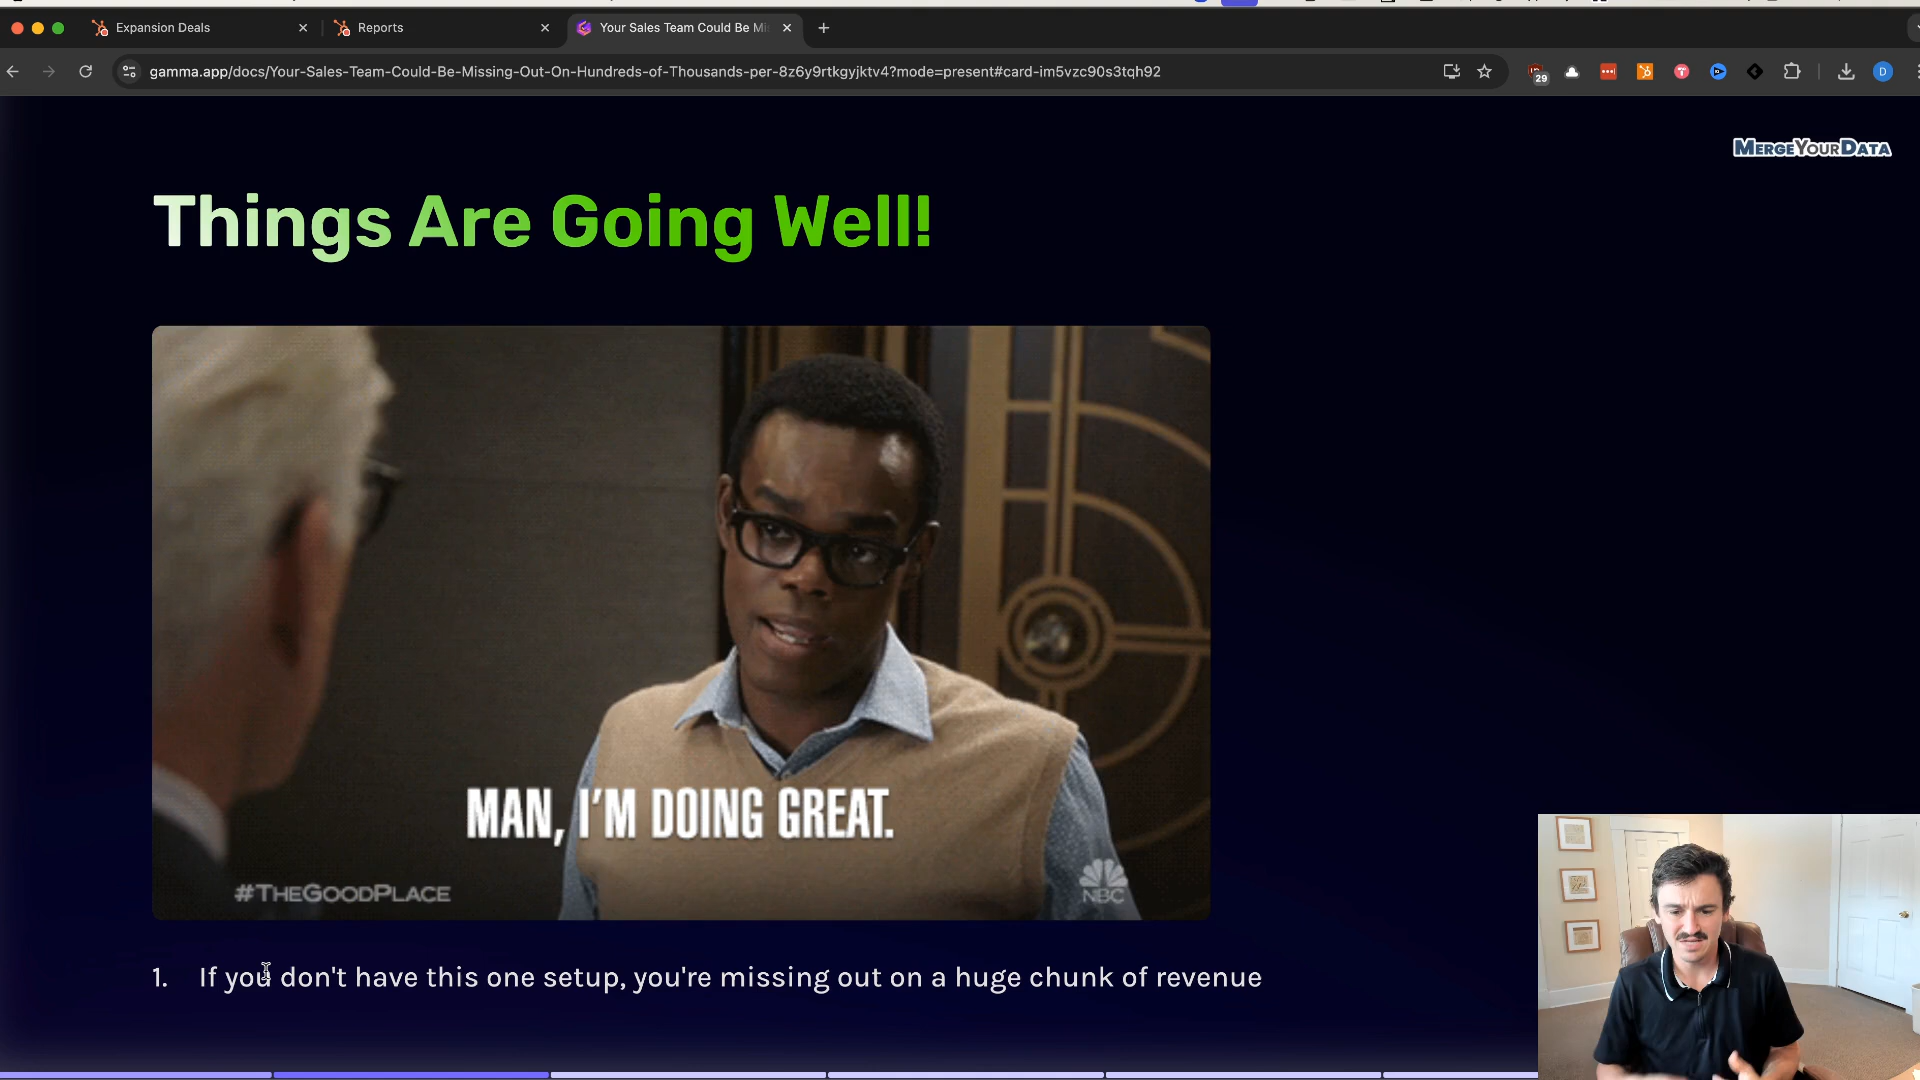 Expansion Deals
Reports
Your Sales Team Could Be Mi
gamma.app/docs/Your-Sales-Team-Could-Be-Missing-Out-On-Hundreds-of-Thousands-per-8z6y9rtkgyjktv4?mode=present#card-im5vzc90s3tqh92
29
D
MERGEYOURDATA
Things Are Going Well!
MAN, I'M DOING GREAT.
#THEGOODPLACE
NBC
1. If you don't have this one setup, you're missing out on a huge chunk of revenue